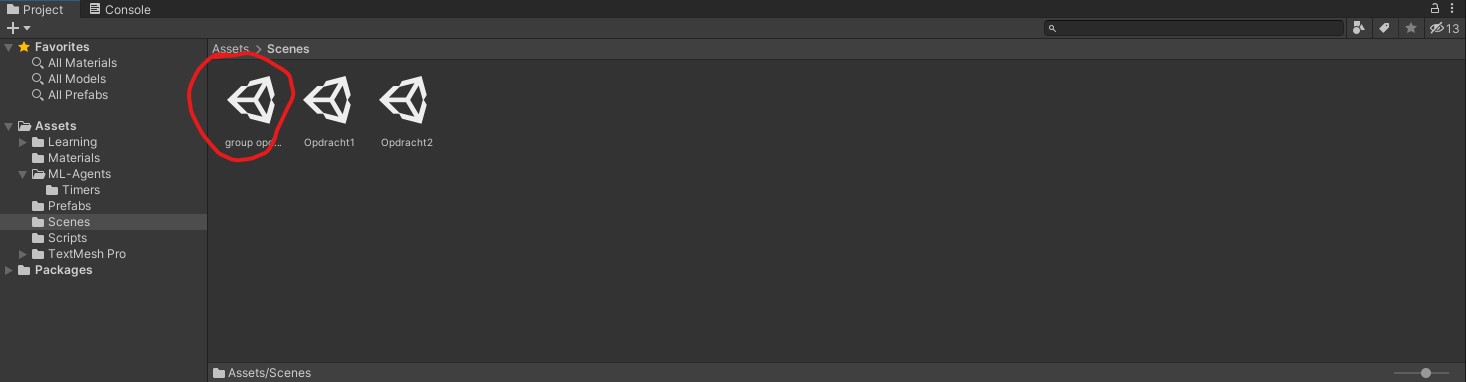 Project
Console
13
Favorites
All Materials
All Models
All Prefabs
Assets
Learning
Materials
ML-Agents
Timers
Prefabs
Scenes
Scripts
TextMesh Pro
Packages
Assets > Scenes
group opd...
Opdracht1
Opdracht2
Assets/Scenes